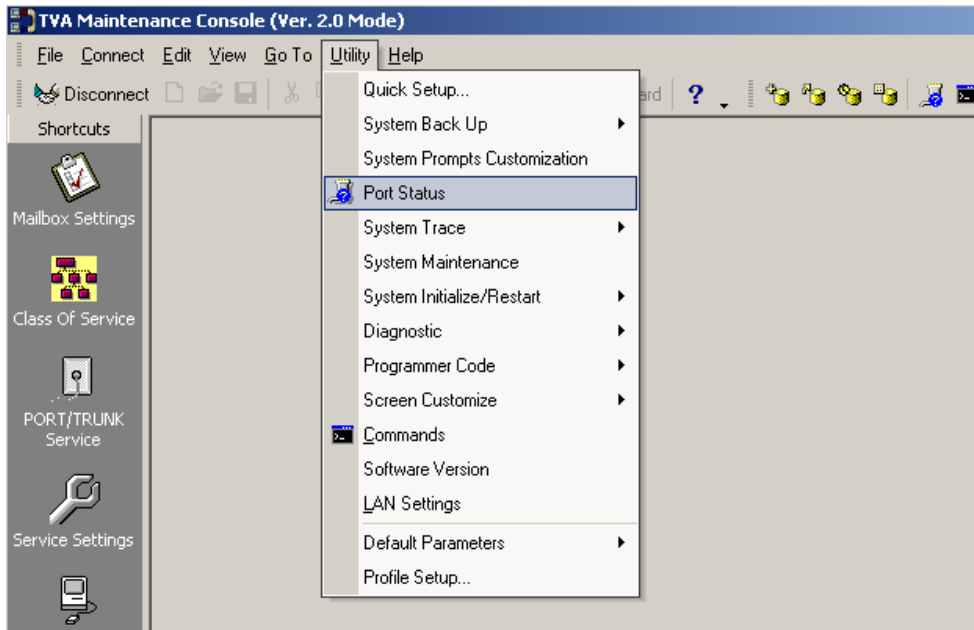 TVA Maintenance Console (Ver. 2.0 Mode)
File Connect Edit View Go To Utility Help
Disconnect
ard ?
Shortcuts
Mailbox Settings
Class Of Service
PORT/TRUNK
Service
Service Settings
Quick Setup...
System Back Up
System Prompts Customization
Port Status
System Trace
System Maintenance
System Initialize/Restart
Diagnostic
Programmer Code
Screen Customize
Commands
Software Version
LAN Settings
Default Parameters
Profile Setup...